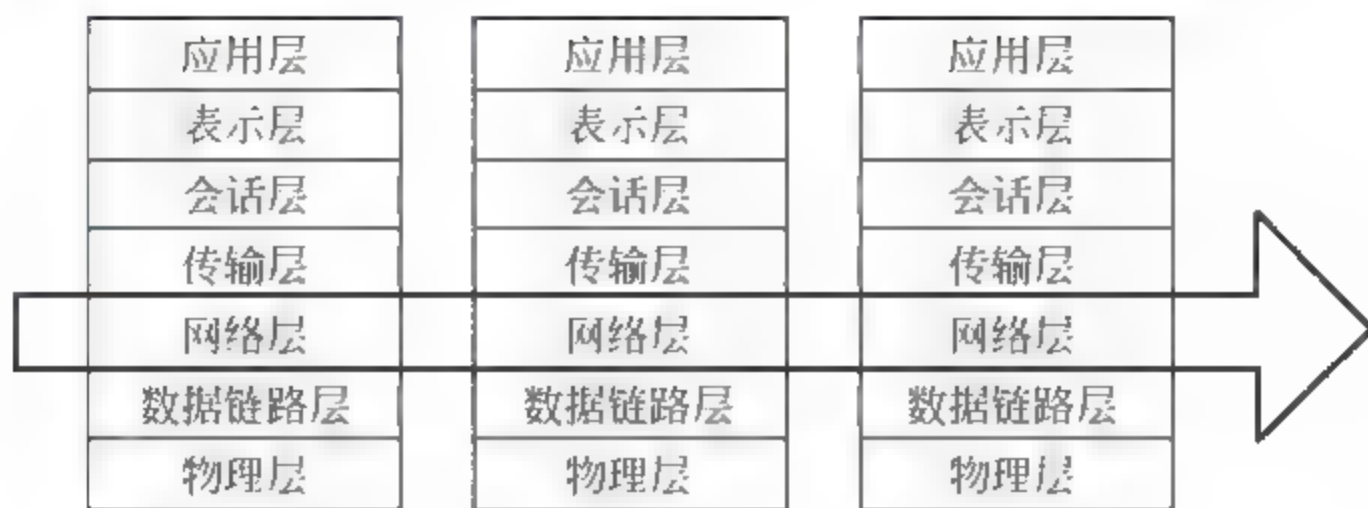 应用层 应用层 应用层
表示层 表示层 表示层
会话层 会话层 会话层
传输层 传输层 传输层
网络层 网络层 网络层
数据链路层 数据链路层 数据链路层
物理层 物理层 物理层